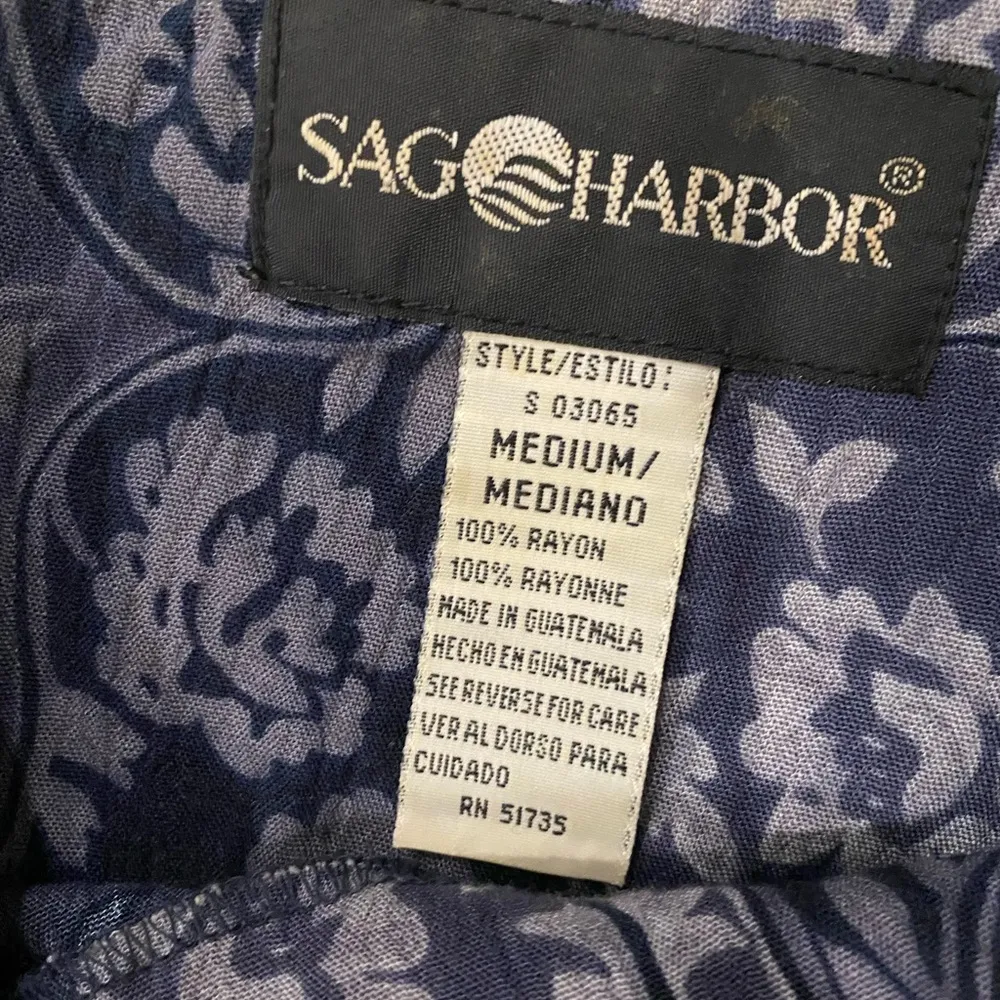 SAG HARBOR®
STYLE/ESTILO:
S 03065
MEDIUM/
MEDIANO
100% RAYON
100% RAYONNE
MADE IN GUATEMALA
HECHO EN GUATEMALA
SEE REVERSE FOR CARE
VER AL DORSO PARA
CUIDADO
RN 51735